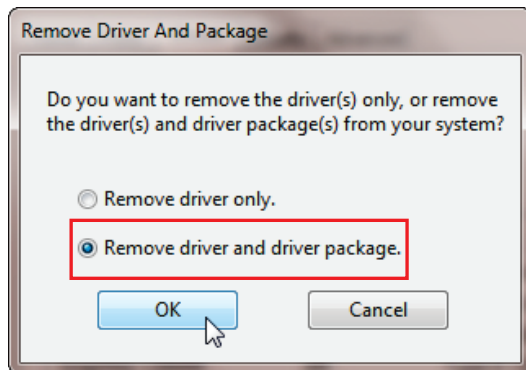 Remove Driver And Package
Do you want to remove the driver(s) only, or remove
the driver(s) and driver package(s) from your system?
Remove driver only.
Remove driver and driver package.
OK Cancel